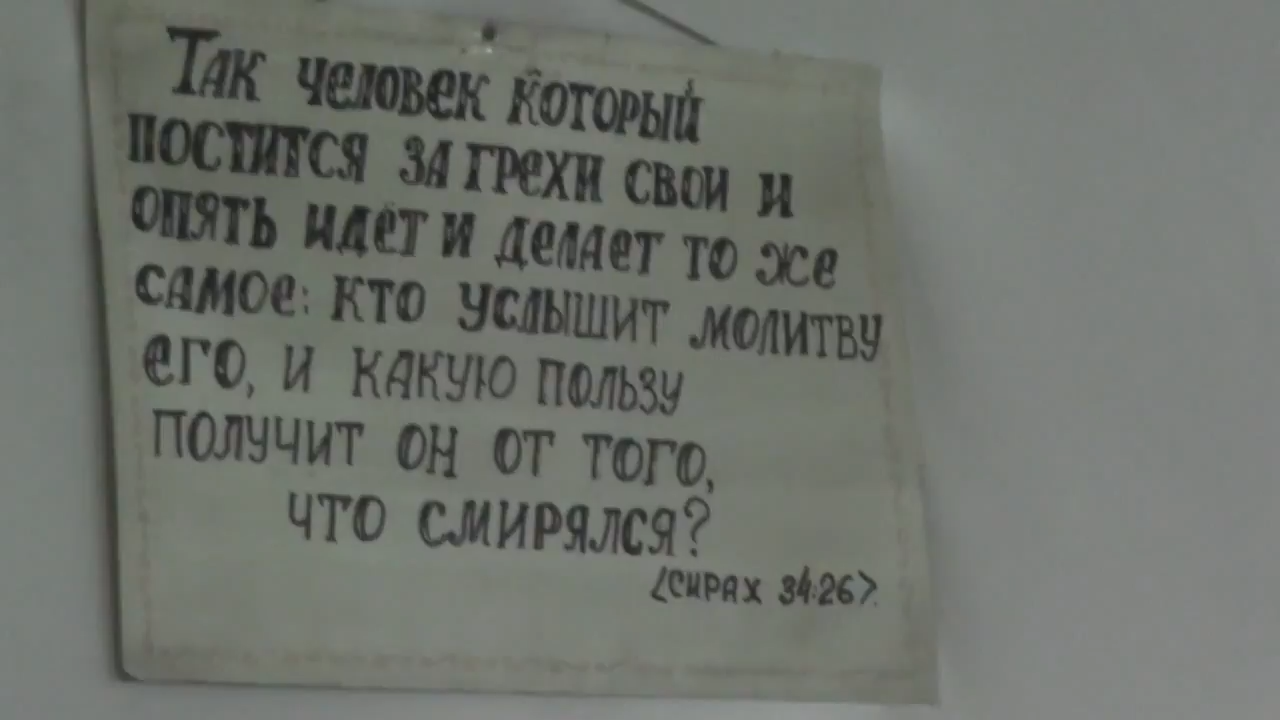 Так человек который
постится за грехи свои и
опять идёт и делает то же
самое: кто услышит молитву
его, и какую пользу
получит он от того,
что смирялся?
<Сирах 34:26>.